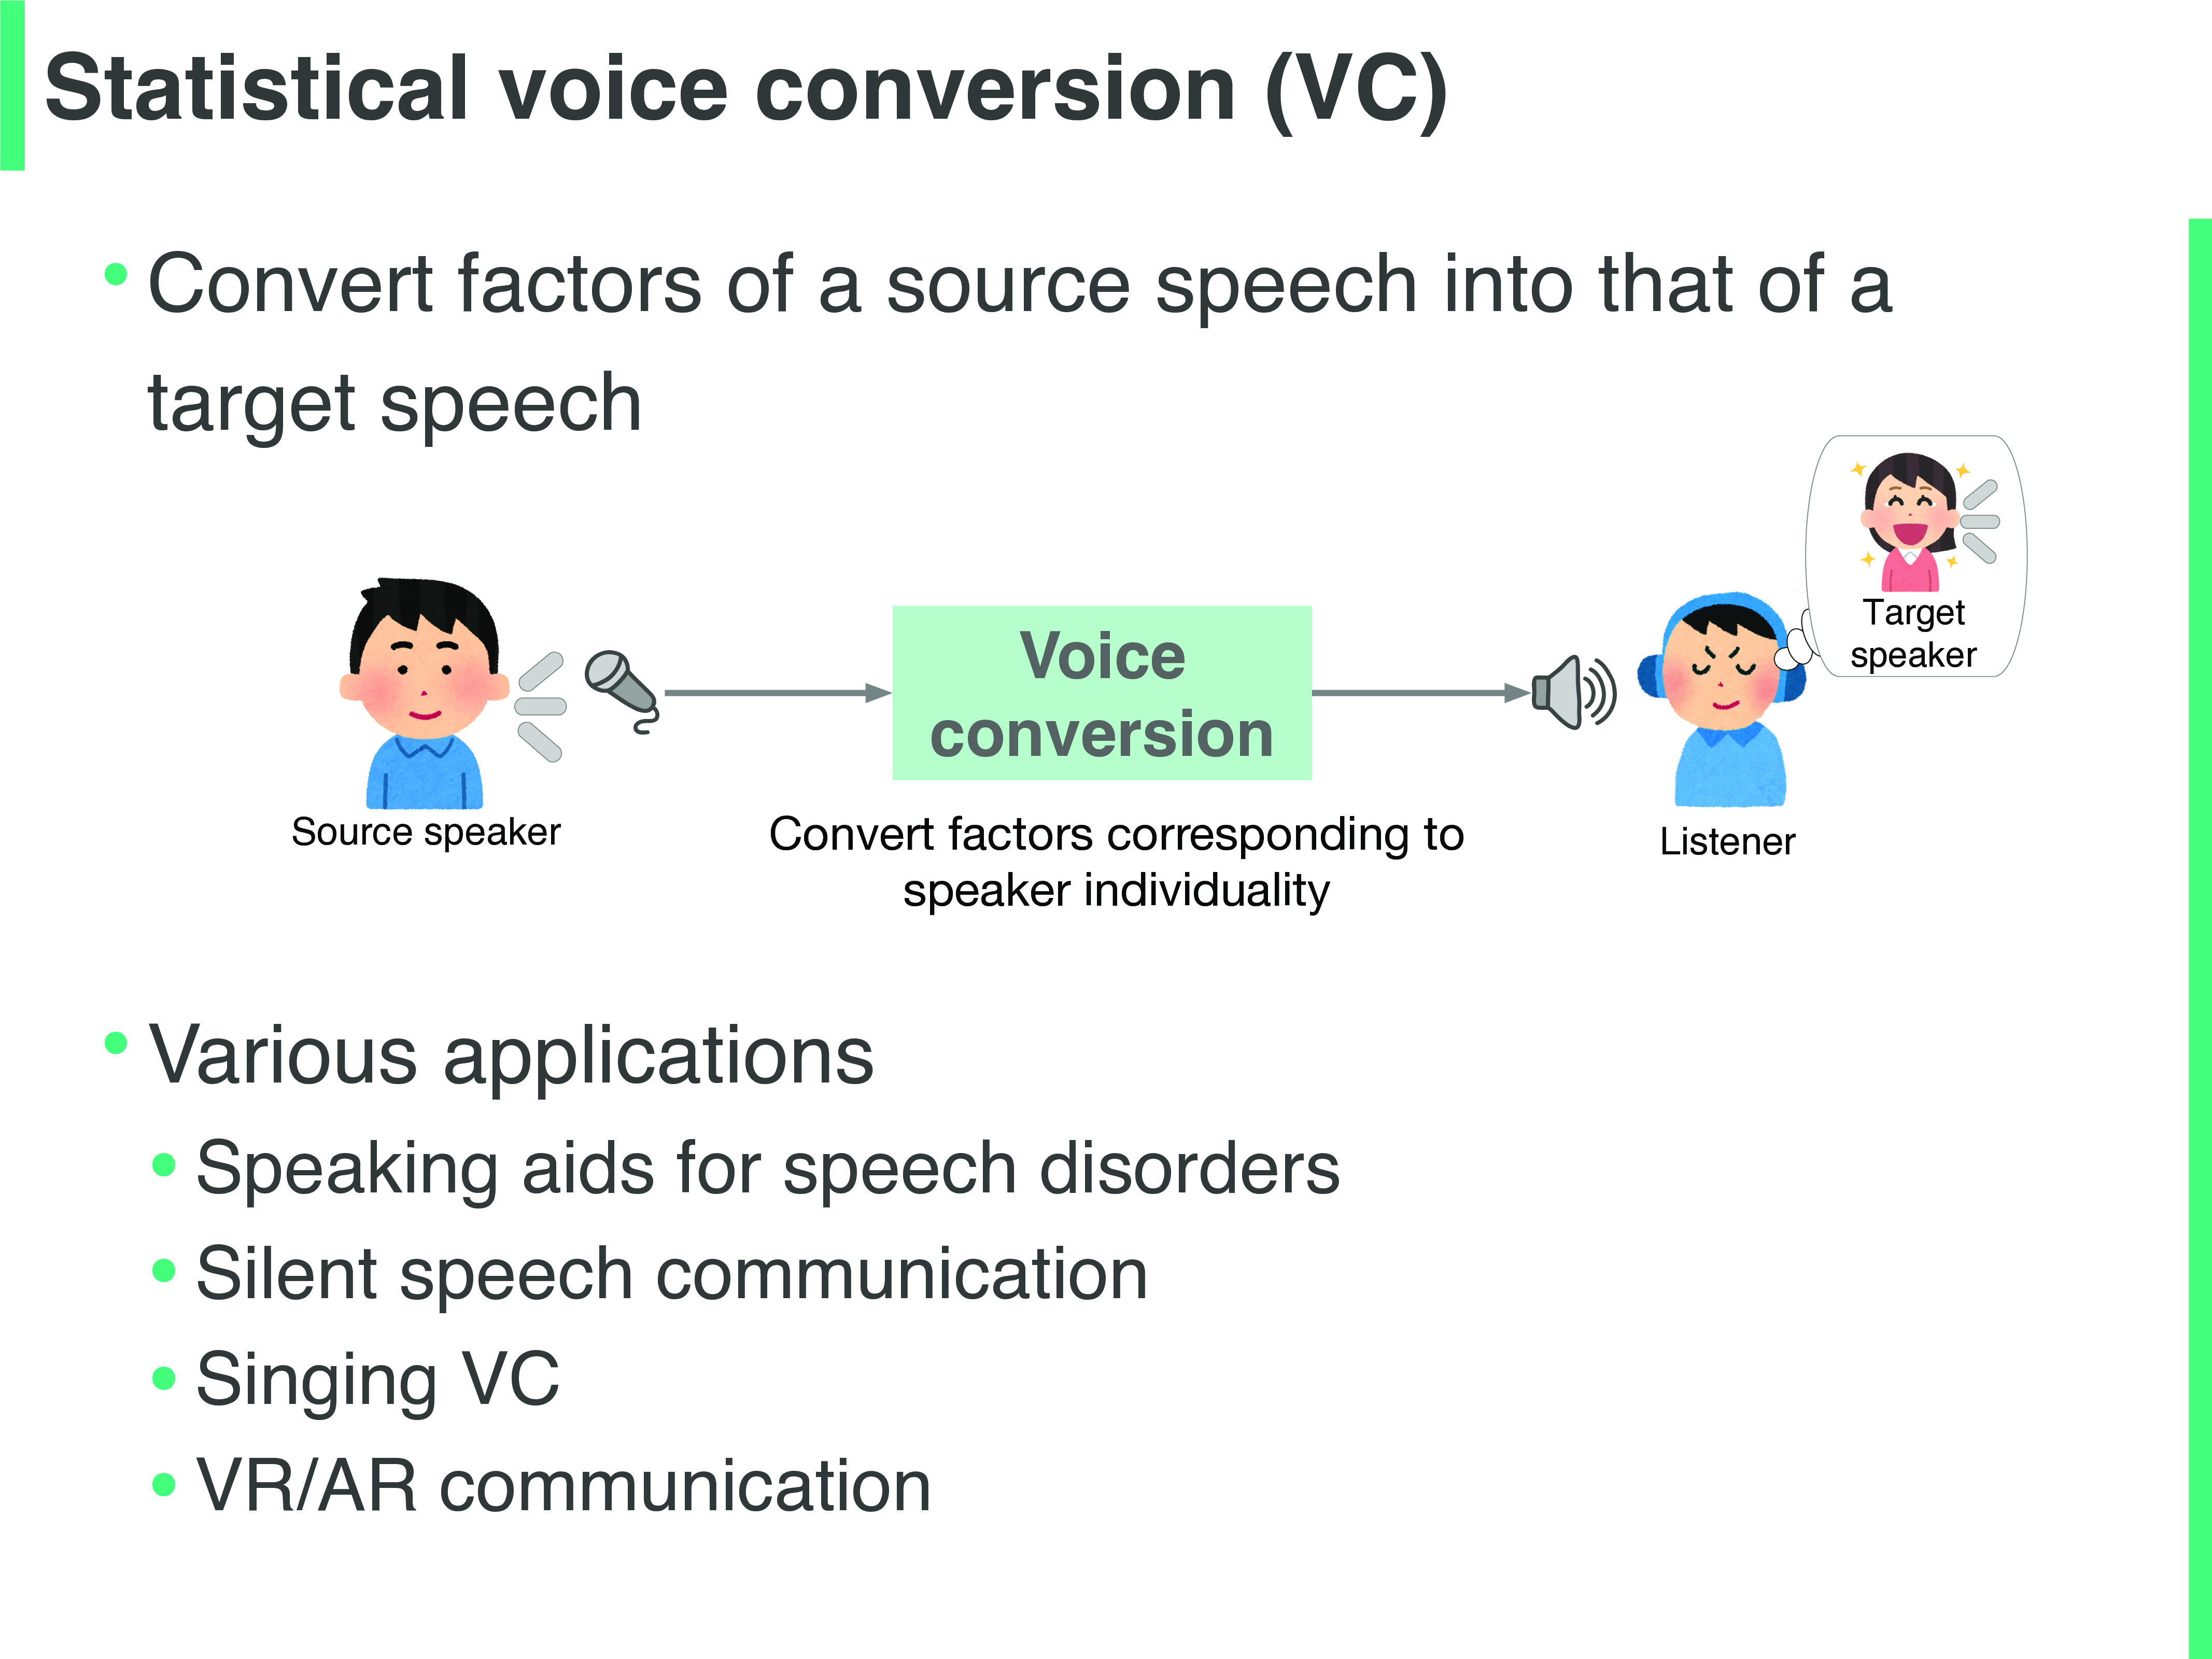 Statistical voice conversion (VC)
• Convert factors of a source speech into that of a
target speech
Target
speaker
Voice
conversion
Source speaker
Convert factors corresponding to
speaker individuality
Listener
• Various applications
• Speaking aids for speech disorders
• Silent speech communication
• Singing VC
• VR/AR communication